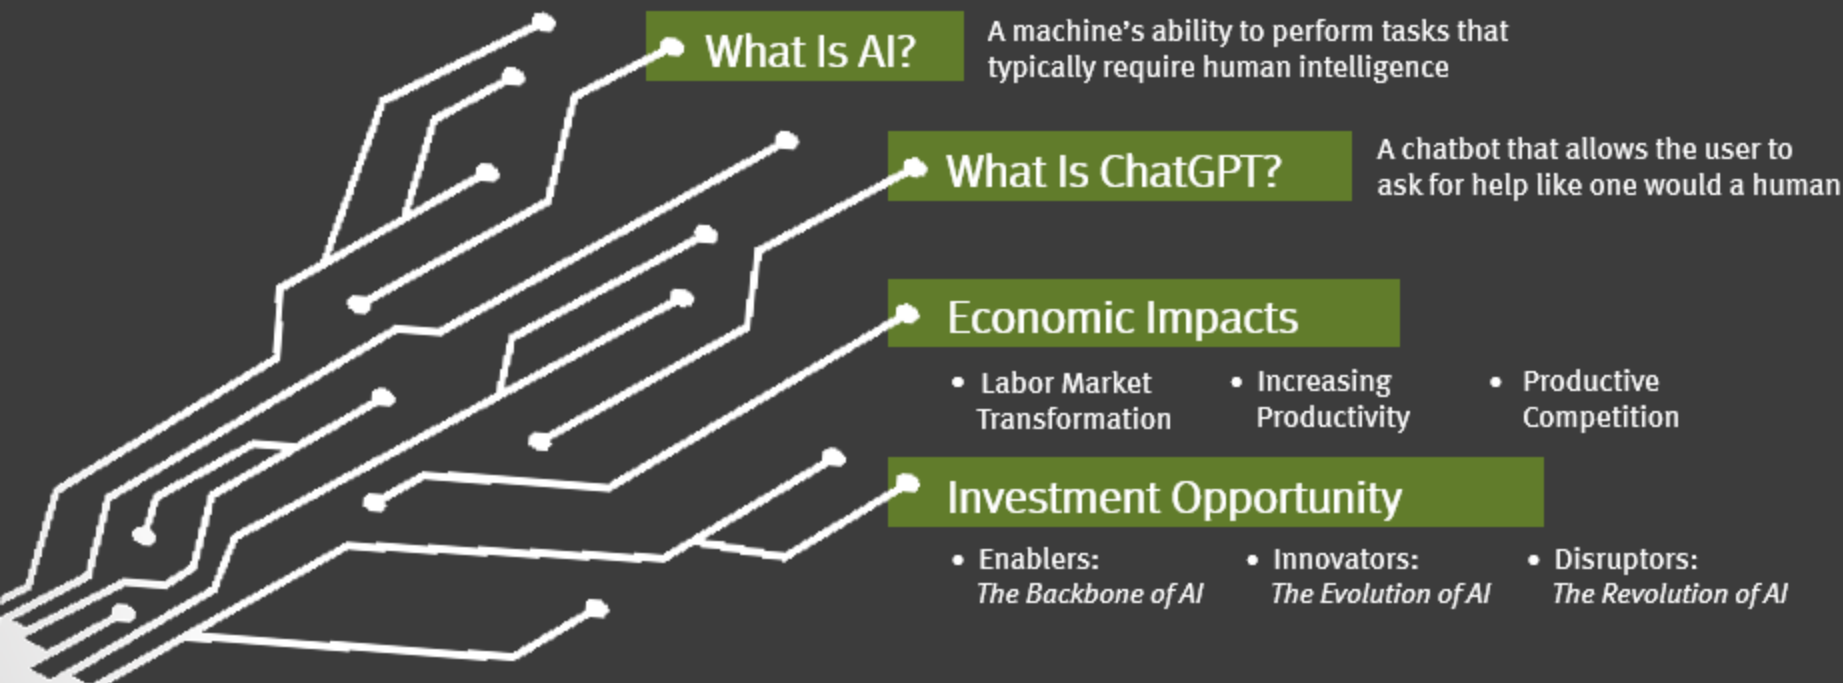 What Is AI?
A machine’s ability to perform tasks that
typically require human intelligence
What Is ChatGPT?
A chatbot that allows the user to
ask for help like one would a human
Economic Impacts
• Labor Market
Transformation
• Increasing
Productivity
• Productive
Competition
Investment Opportunity
• Enablers:
The Backbone of AI
• Innovators:
The Evolution of AI
• Disruptors:
The Revolution of AI